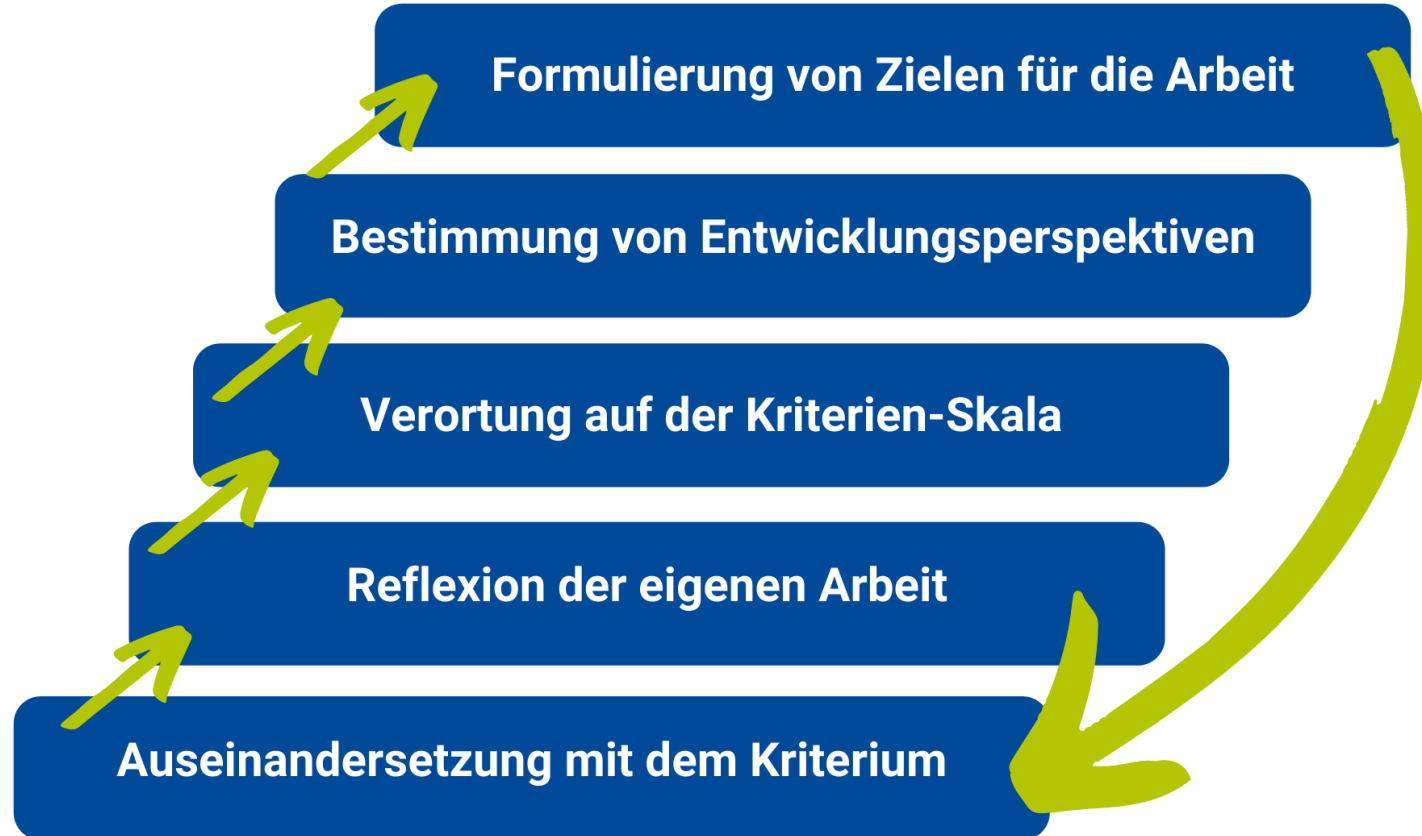 Formulierung von Zielen für die Arbeit
Bestimmung von Entwicklungsperspektiven
Verortung auf der Kriterien-Skala
Reflexion der eigenen Arbeit
Auseinandersetzung mit dem Kriterium